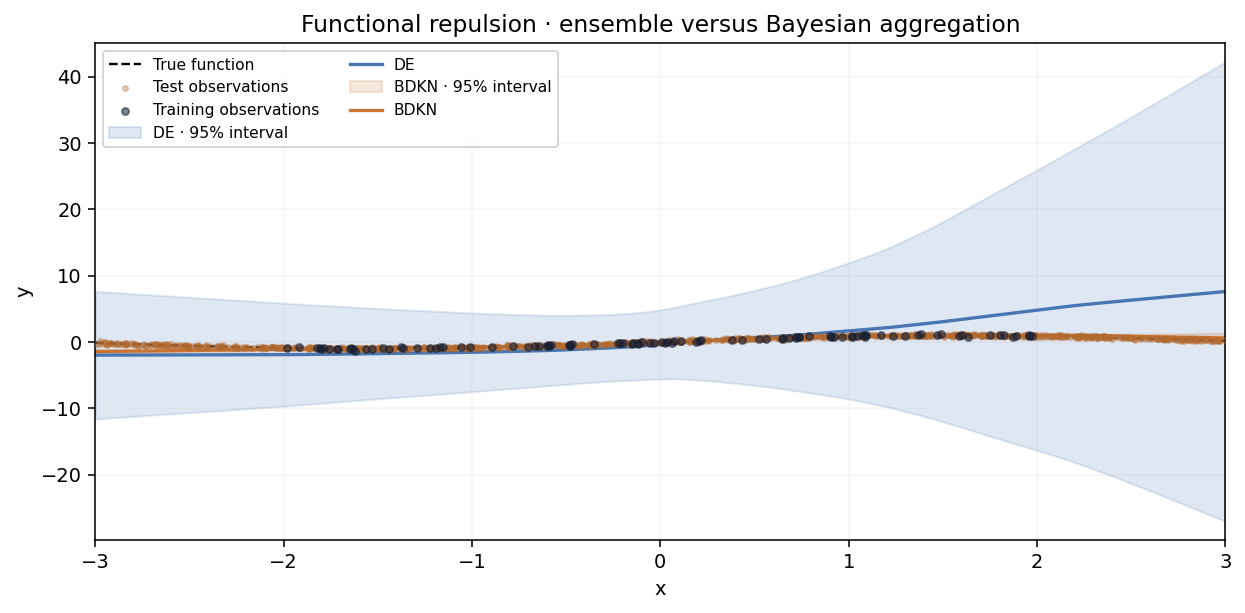 Functional repulsion · ensemble versus Bayesian aggregation
True function
Test observations
Training observations
DE · 95% interval
DE
BDKN · 95% interval
BDKN
40
30
20
10
0
−10
−20
y
−3
−2
−1
0
1
2
3
x